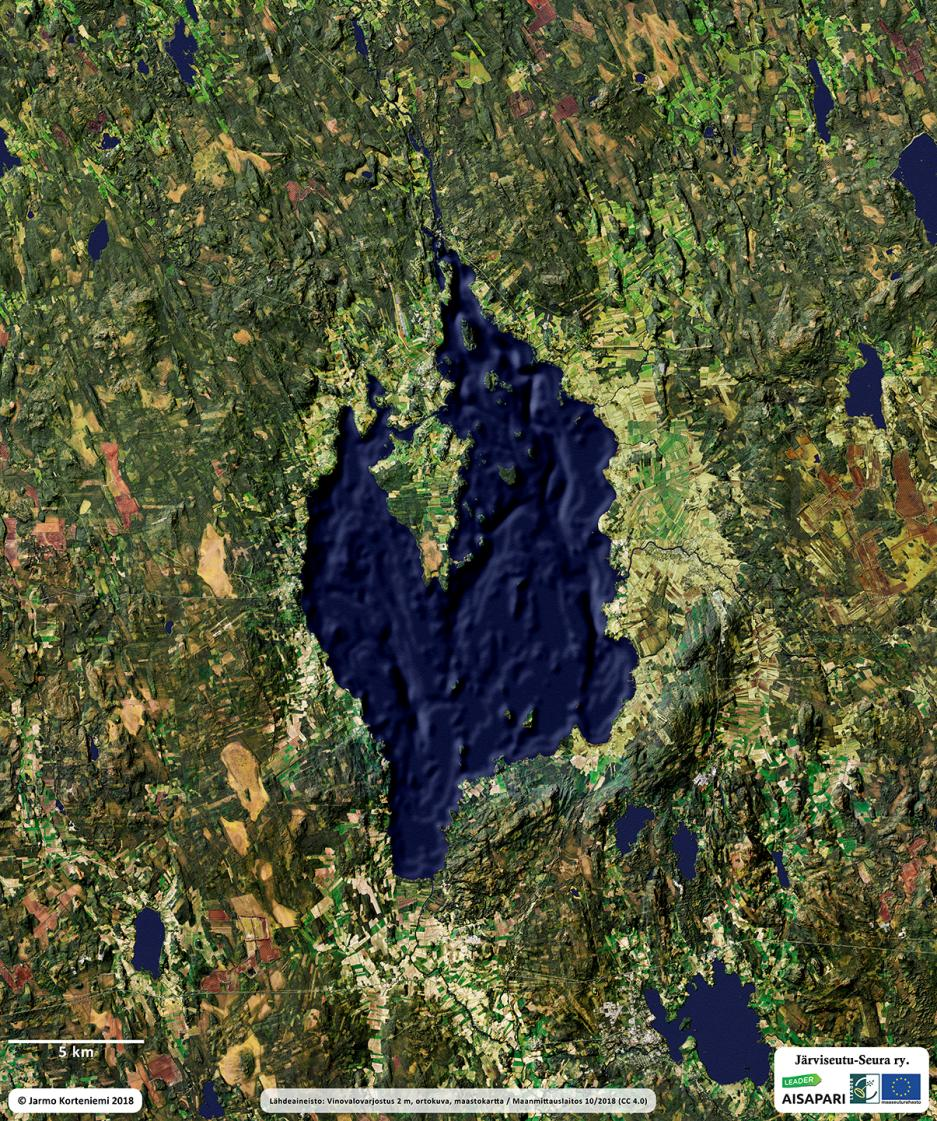 5 km
© Jarmo Korteniemi 2018
Lähdeaineisto: Vinovalovarjostus 2 m, ortokuva, maastokartta / Maanmittauslaitos 10/2018 (CC 4.0)
Järviseutu-Seura ry.
LEADER
AISAPARI
maaseuturahasto